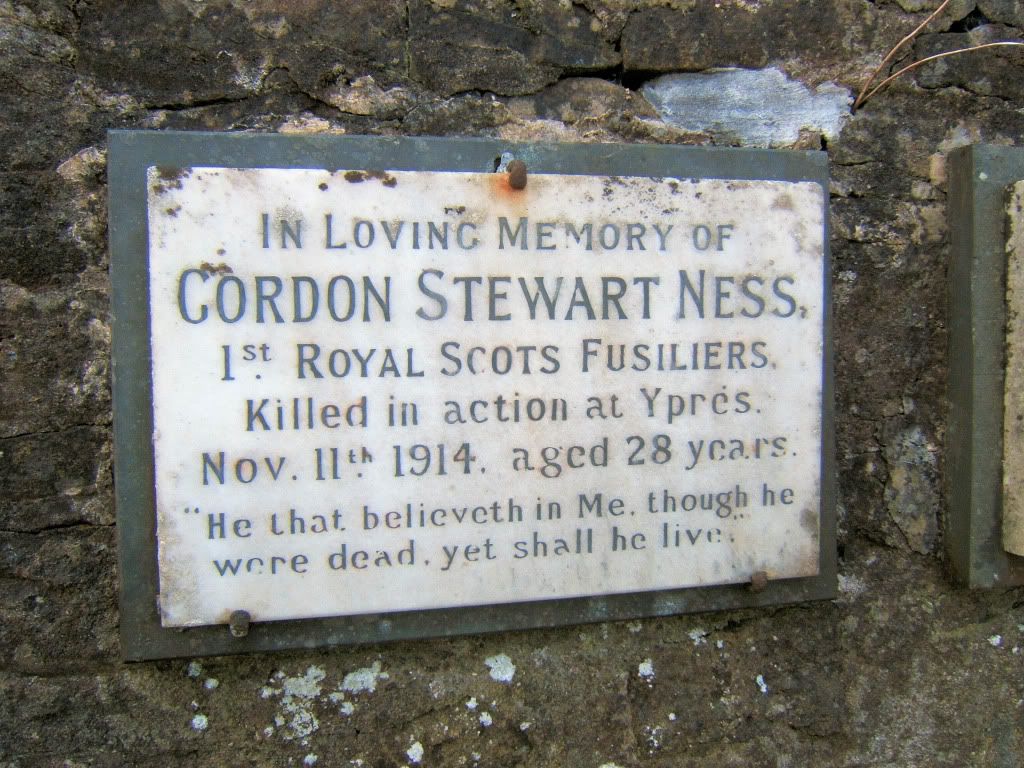 In Loving Memory of
Gordon Stewart Ness,
1st Royal Scots Fusiliers.
Killed in action at Ypres.
Nov. 11th 1914. aged 28 years.
"He that believeth in Me, though he
were dead, yet shall he live."